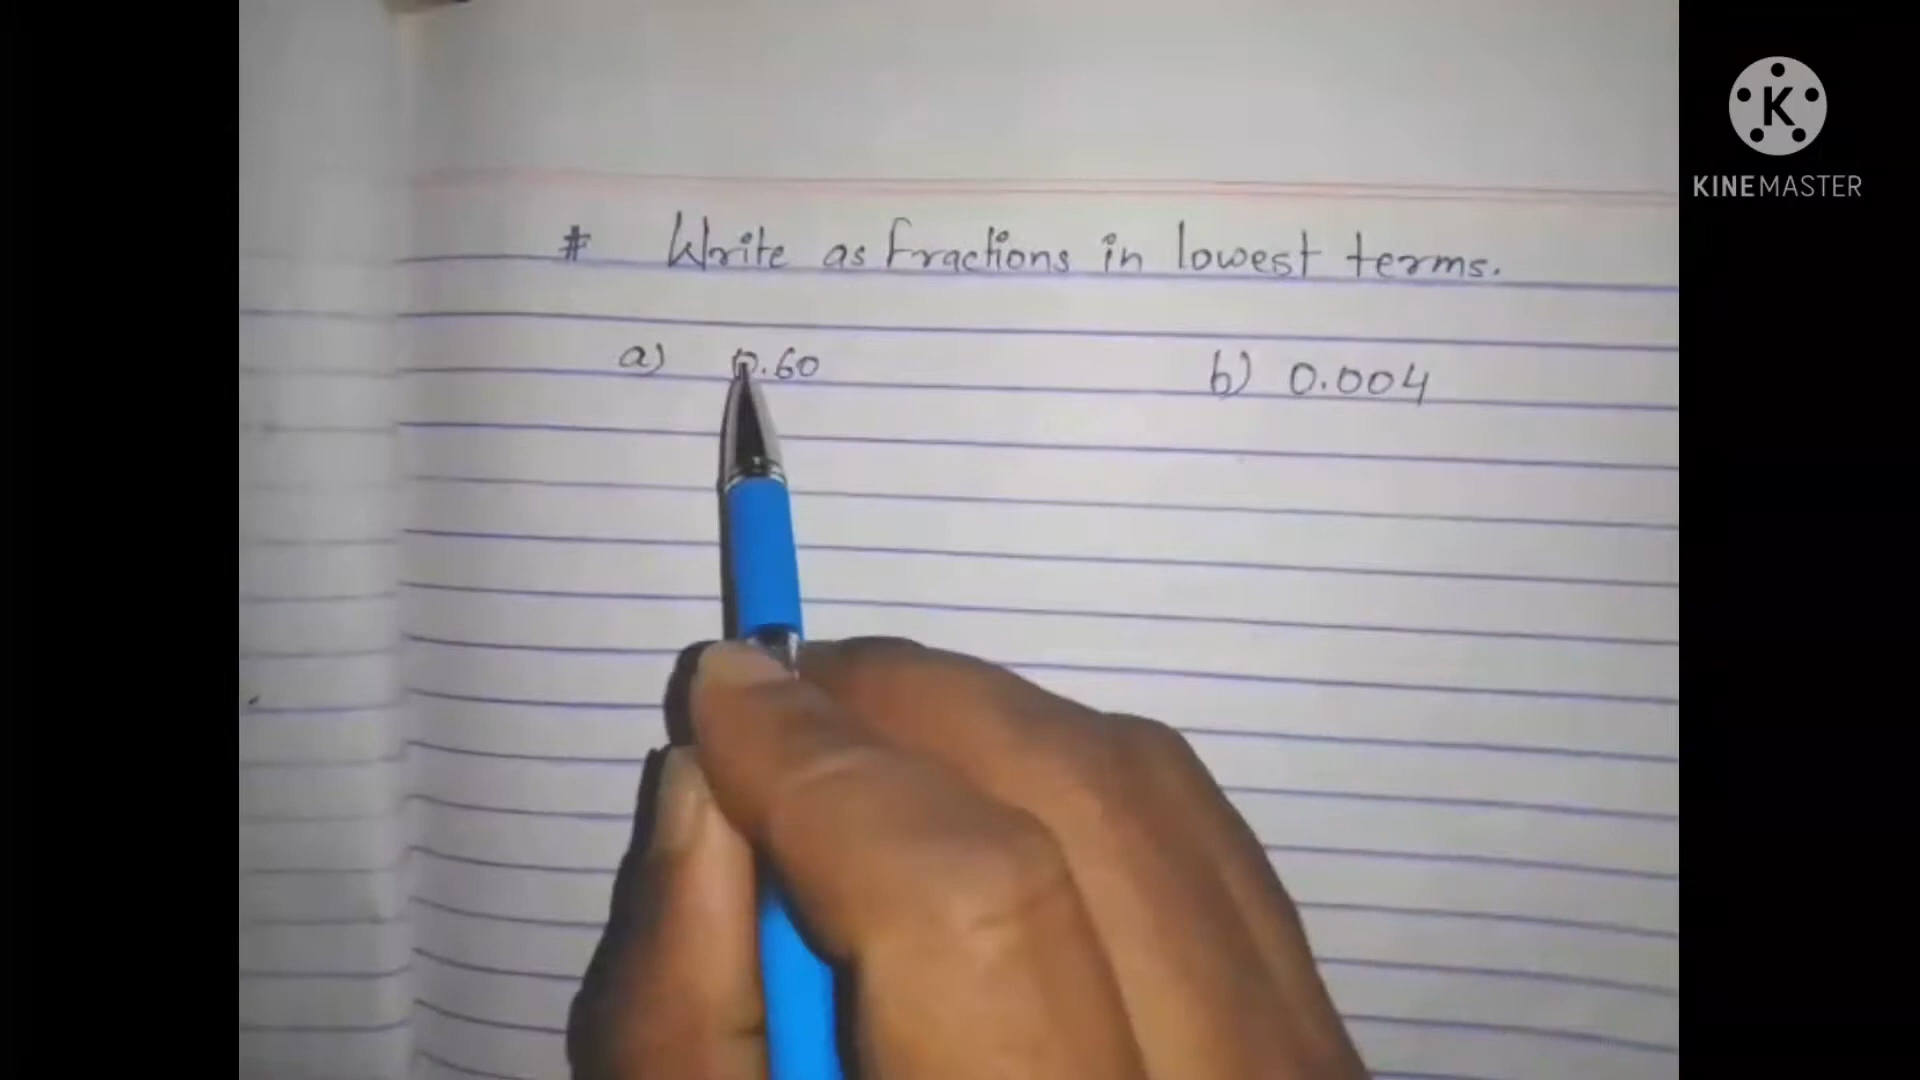 # Write as fractions in lowest terms.
a) 0.60 b) 0.004
K
KINEMASTER